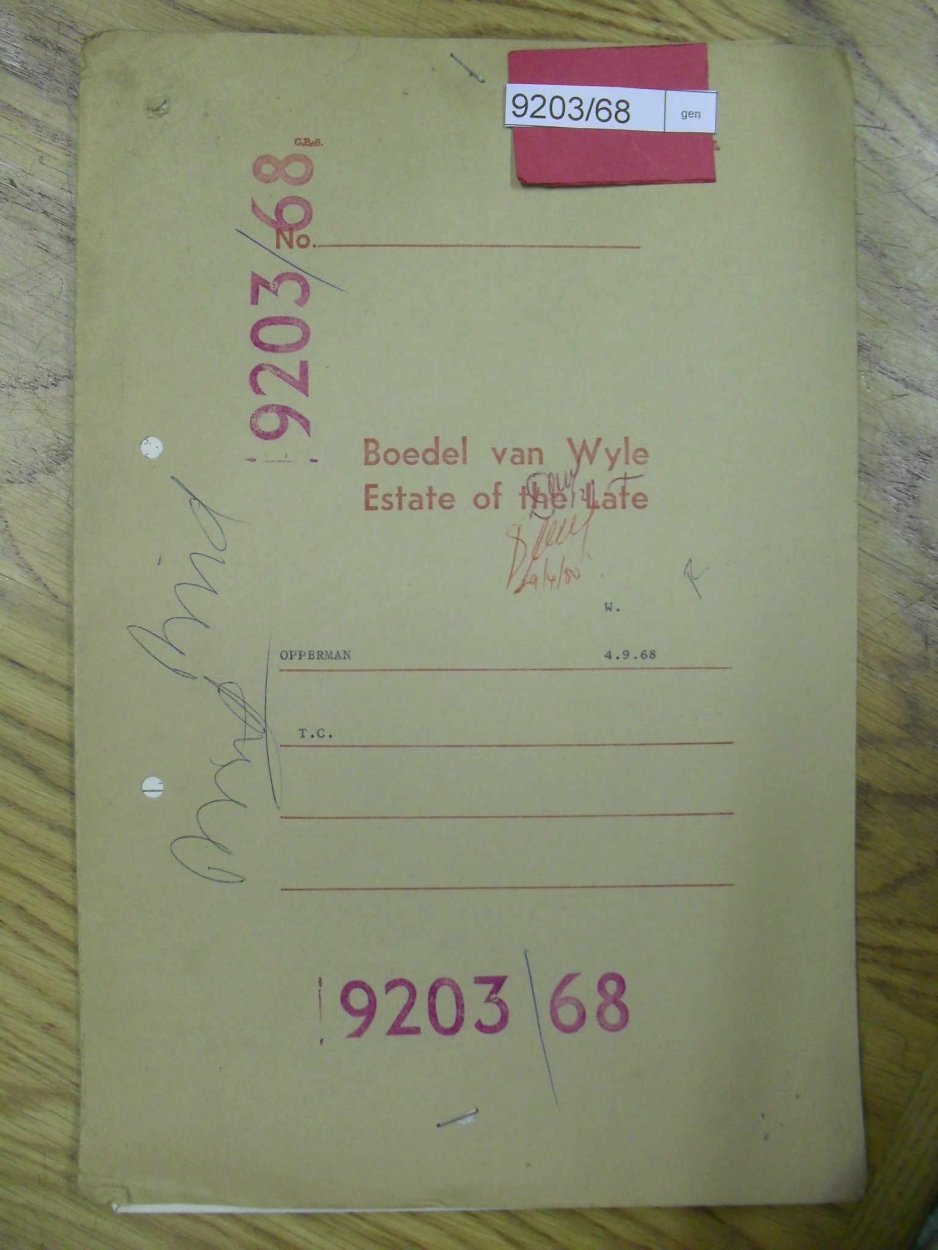 9203/68 gen
G.P.-S.
No.
9203/68
Boedel van Wyle
Estate of the Late
W.
OPPERMAN 4.9.68
T.C.
9203/68